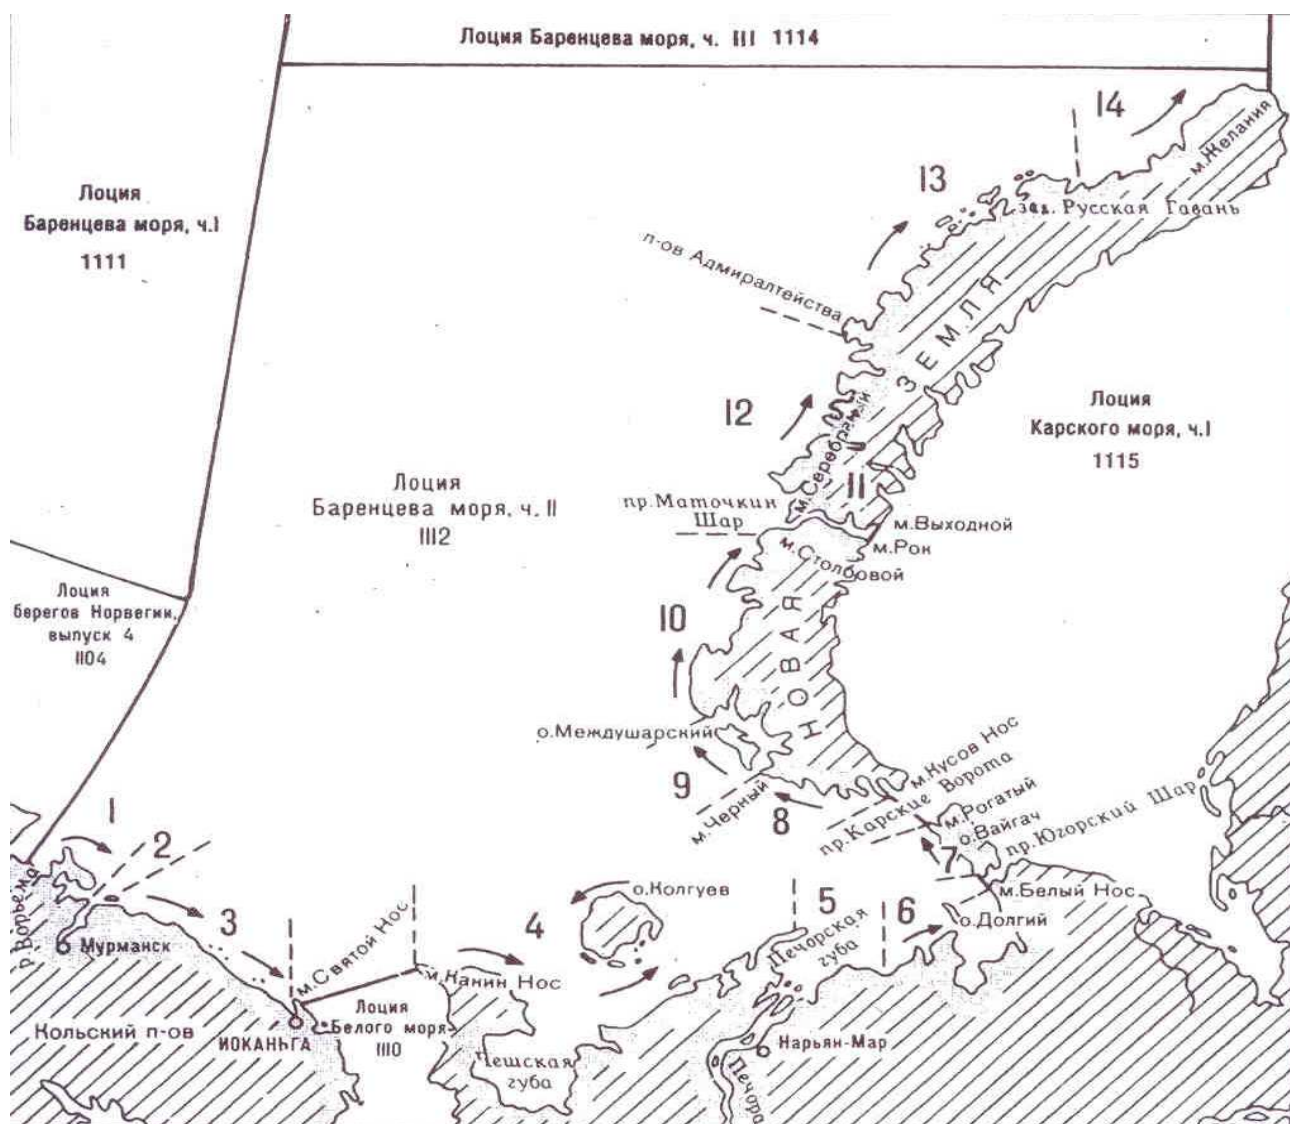 Лоция Баренцева моря, ч. III 1114
Лоция
Баренцева моря, ч.I
1111
14
м.Желания
13
зал. Русская Гавань
п-ов Адмиралтейства
ЗЕМЛЯ
12
м.Серебряный
Лоция
Карского моря, ч.I
1115
Лоция
Баренцева моря, ч. II
1112
11
пр.Маточкин
Шар
м.Выходной
м.Рок
м.Столбовой
Лоция
берегов Норвегии,
выпуск 4
1104
10
НОВАЯ
о.Междушарский
9
м.Черный
8
м.Кусов Нос
пр.Карские Ворота
м.Рогатый
о.Вайгач
пр.Югорский Шар
7
м.Белый Нос
1
2
р.Ворьема
Мурманск
3
м.Святой Нос
4
о.Колгуев
5
Печорская
губа
6
о.Долгий
м.Канин Нос
Кольский п-ов
ИОКАНЬГА
Лоция
Белого моря
1110
Чешская
губа
Нарьян-Мар
Печора